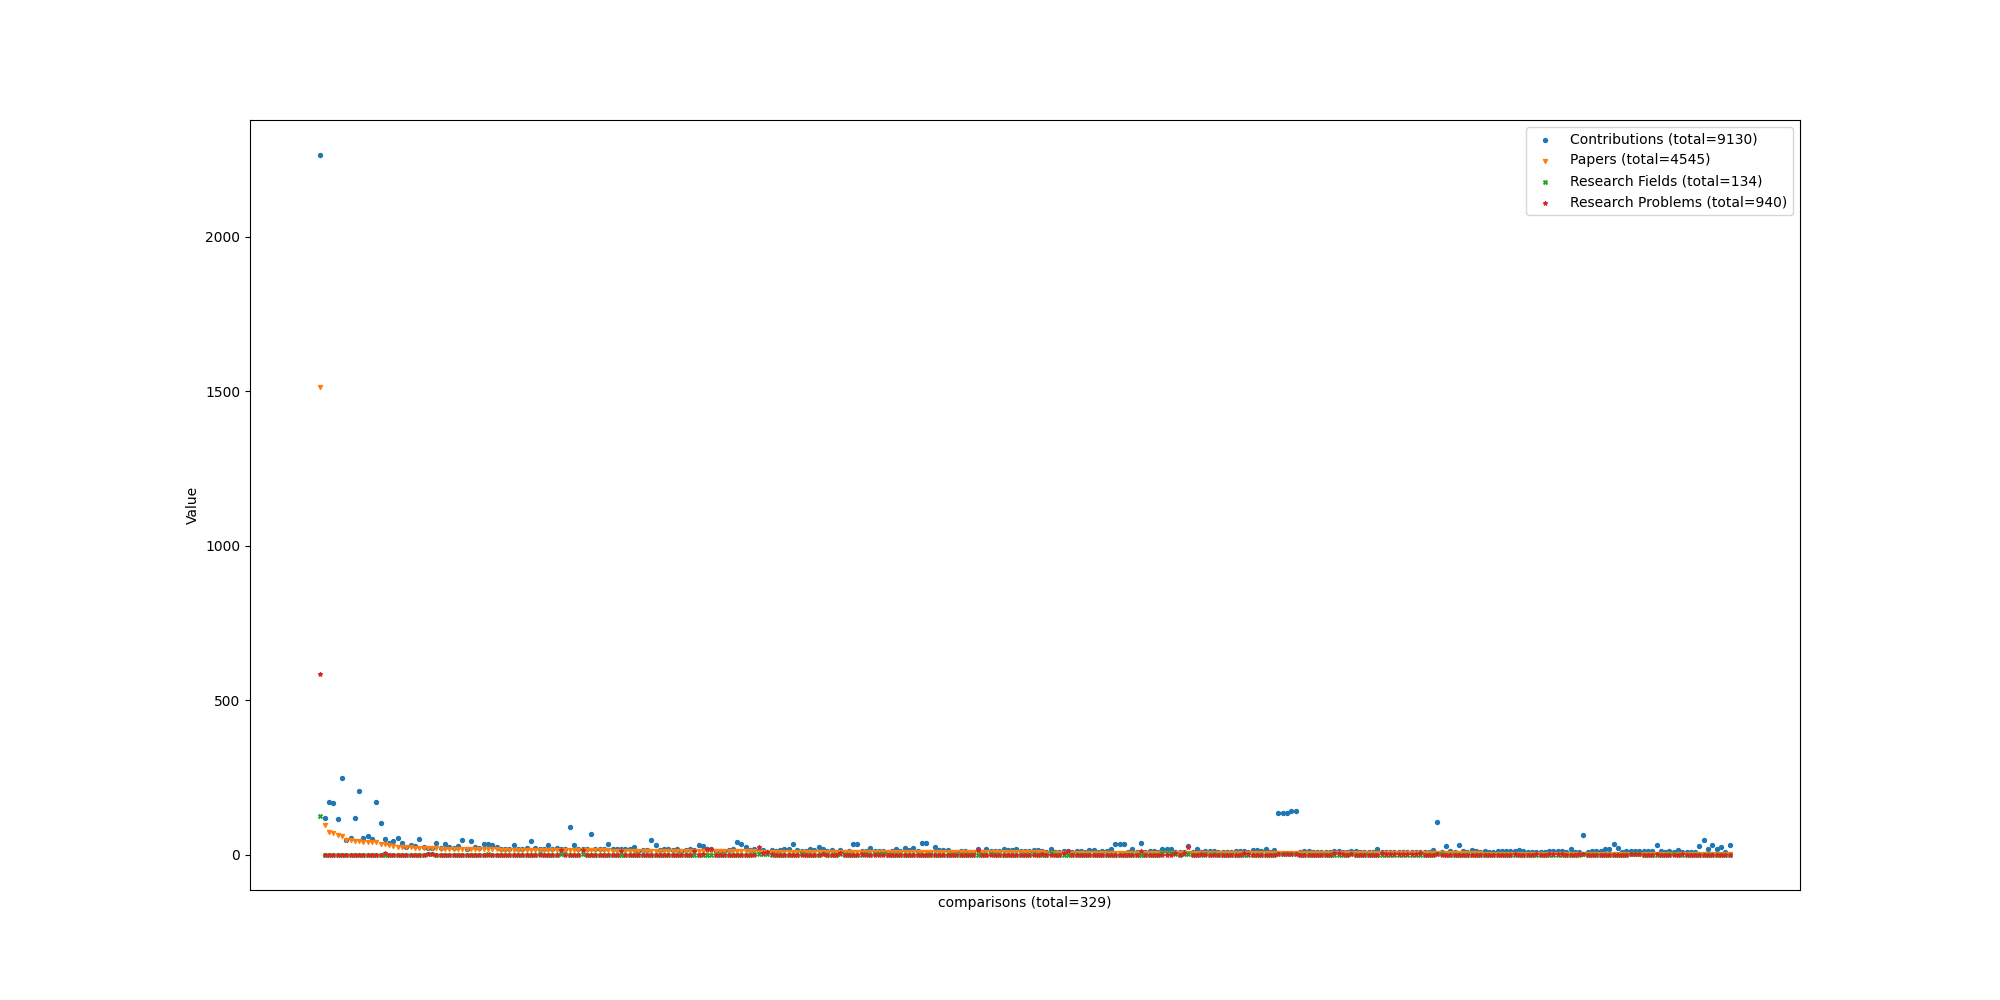 Contributions (total=9130)
Papers (total=4545)
Research Fields (total=134)
Research Problems (total=940)
2000
1500
1000
500
0
Value
comparisons (total=329)